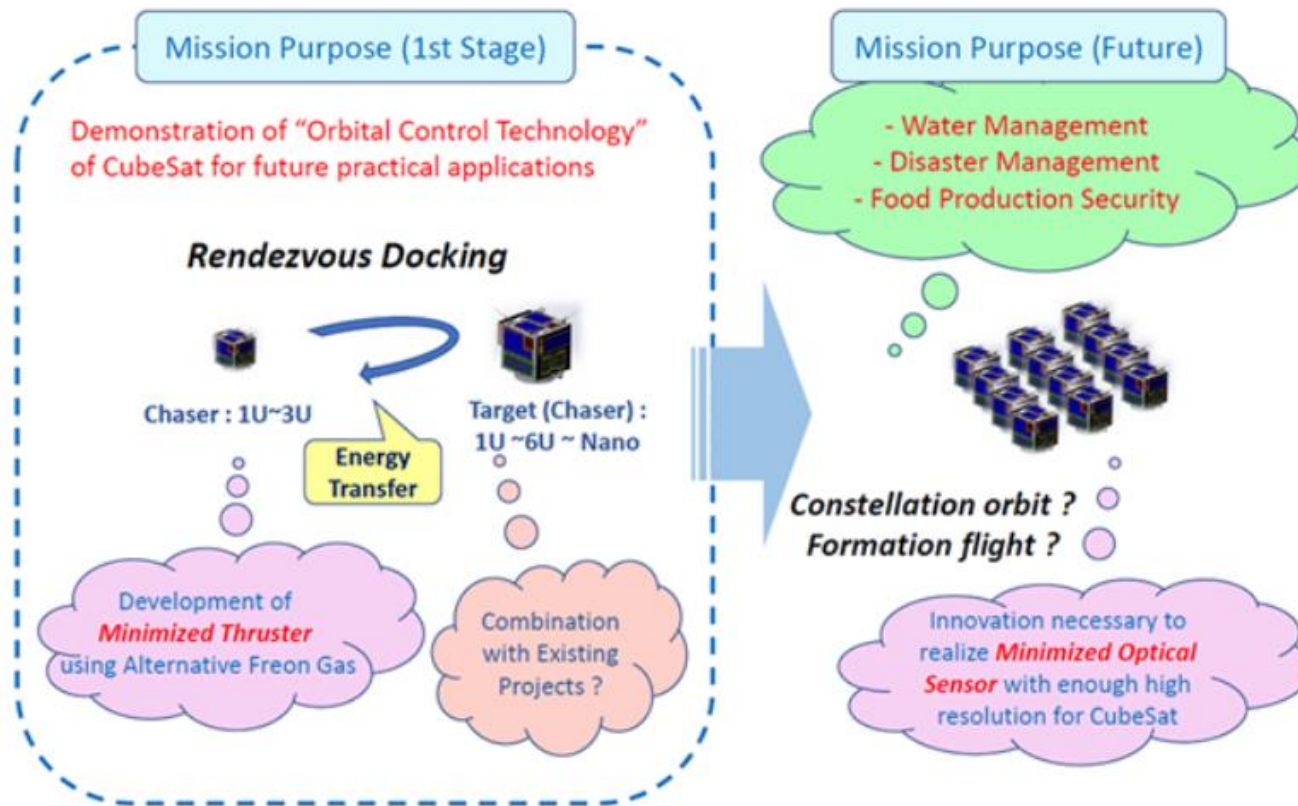 Mission Purpose (1st Stage)
Demonstration of “Orbital Control Technology”
of CubeSat for future practical applications
Rendezvous Docking
Chaser : 1U~3U
Energy
Transfer
Target (Chaser) :
1U ~6U ~ Nano
Development of
Minimized Thruster
using Alternative Freon Gas
Combination
with Existing
Projects ?
Mission Purpose (Future)
- Water Management
- Disaster Management
- Food Production Security
Constellation orbit ?
Formation flight ?
Innovation necessary to
realize Minimized Optical
Sensor with enough high
resolution for CubeSat